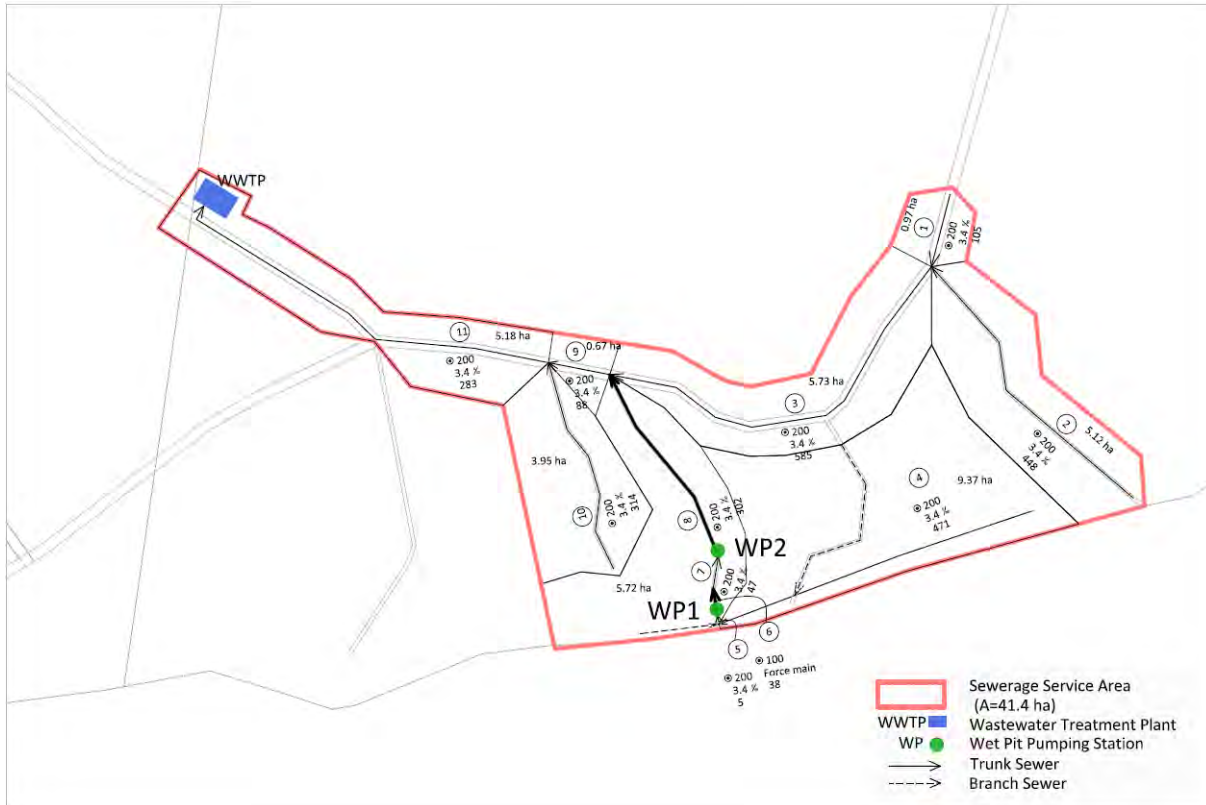 WWTP
0.97 ha
1
⦿ 200
3.4 ‰
105
11
5.18 ha
9
0.67 ha
⦿ 200
3.4 ‰
283
⦿ 200
3.4 ‰
88
5.73 ha
3
⦿ 200
3.4 ‰
585
2
5.12 ha
⦿ 200
3.4 ‰
448
3.95 ha
10
⦿ 200
3.4 ‰
314
4
9.37 ha
⦿ 200
3.4 ‰
471
8
⦿ 200
3.4 ‰
302
WP2
7
⦿ 200
3.4 ‰
47
5.72 ha
WP1
6
5
⦿ 100
Force main
38
⦿ 200
3.4 ‰
5
Sewerage Service Area
(A=41.4 ha)
WWTP Wastewater Treatment Plant
WP Wet Pit Pumping Station
Trunk Sewer
Branch Sewer